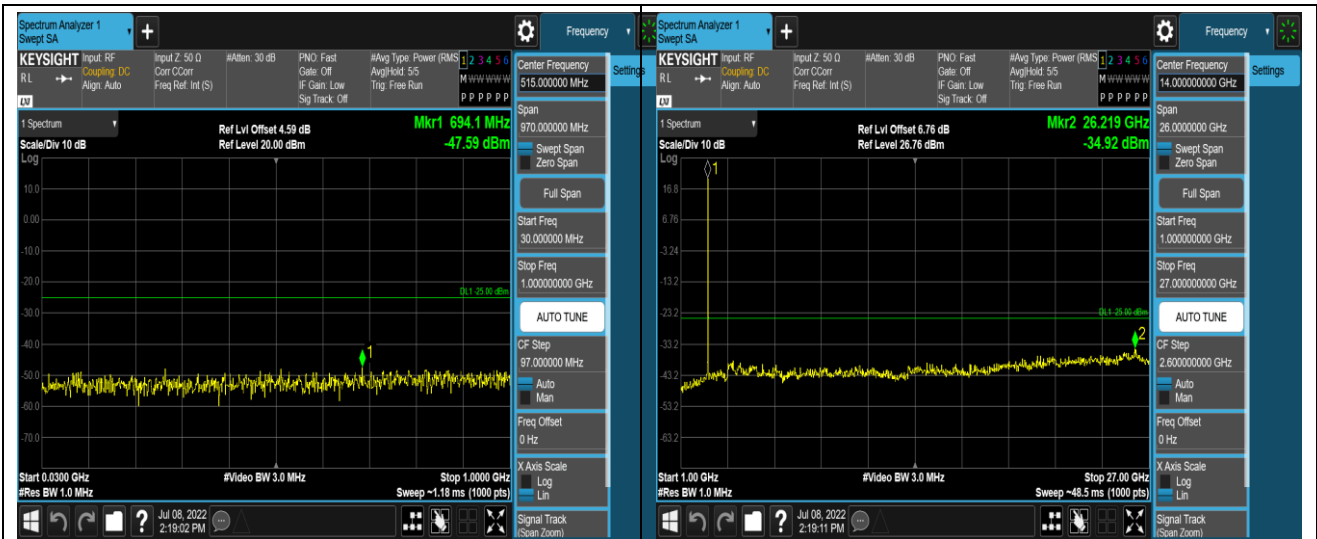 Spectrum Analyzer 1
Swept SA
+
Frequency
KEYSIGHT
Input: RF
Coupling: DC
Align: Auto
Input Z: 50 Ω
Corr CCorr
Freq Ref: Int (S)
#Atten: 30 dB
PNO: Fast
Gate: Off
IF Gain: Low
Sig Track: Off
#Avg Type: Power (RMS
Avg|Hold: 5/5
Trig: Free Run
1 2 3 4 5 6
M W W W W W
P P P P P P
R L
LXI
Center Frequency
515.000000 MHz
Settings
Span
970.000000 MHz
Swept Span
Zero Span
Full Span
Start Freq
30.000000 MHz
Stop Freq
1.000000000 GHz
AUTO TUNE
CF Step
97.000000 MHz
Auto
Man
Freq Offset
0 Hz
X Axis Scale
Log
Lin
Signal Track
(Span Zoom)
1 Spectrum
Scale/Div 10 dB
Log
Ref Lvl Offset 4.59 dB
Ref Level 20.00 dBm
Mkr1 694.1 MHz
-47.59 dBm
10.0
0.00
-10.0
-20.0
DL1 -25.00 dBm
-30.0
-40.0
1
-50.0
-60.0
-70.0
Start 0.0300 GHz
#Res BW 1.0 MHz
#Video BW 3.0 MHz
Stop 1.0000 GHz
Sweep ~1.18 ms (1000 pts)
?
Jul 08, 2022
2:19:02 PM
Spectrum Analyzer 1
Swept SA
+
Frequency
KEYSIGHT
Input: RF
Coupling: DC
Align: Auto
Input Z: 50 Ω
Corr CCorr
Freq Ref: Int (S)
#Atten: 30 dB
PNO: Fast
Gate: Off
IF Gain: Low
Sig Track: Off
#Avg Type: Power (RMS
Avg|Hold: 5/5
Trig: Free Run
1 2 3 4 5 6
M W W W W W
P P P P P P
R L
LXI
Center Frequency
14.000000000 GHz
Settings
Span
26.0000000 GHz
Swept Span
Zero Span
Full Span
Start Freq
1.000000000 GHz
Stop Freq
27.000000000 GHz
AUTO TUNE
CF Step
2.600000000 GHz
Auto
Man
Freq Offset
0 Hz
X Axis Scale
Log
Lin
Signal Track
(Span Zoom)
1 Spectrum
Scale/Div 10 dB
Log
Ref Lvl Offset 6.76 dB
Ref Level 26.76 dBm
Mkr2 26.219 GHz
-34.92 dBm
1
16.8
6.76
-3.24
-13.2
-23.2
DL1 -25.00 dBm
2
-33.2
-43.2
-53.2
-63.2
Start 1.00 GHz
#Res BW 1.0 MHz
#Video BW 3.0 MHz
Stop 27.00 GHz
Sweep ~48.5 ms (1000 pts)
?
Jul 08, 2022
2:19:11 PM